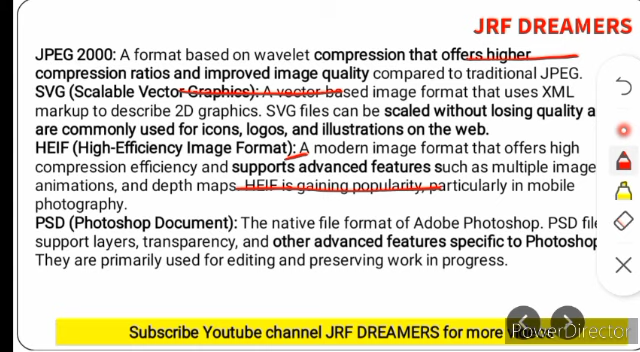 JRF DREAMERS
JPEG 2000: A format based on wavelet compression that offers higher
compression ratios and improved image quality compared to traditional JPEG.
SVG (Scalable Vector Graphics): A vector-based image format that uses XML
markup to describe 2D graphics. SVG files can be scaled without losing quality a
are commonly used for icons, logos, and illustrations on the web.
HEIF (High-Efficiency Image Format): A modern image format that offers high
compression efficiency and supports advanced features such as multiple image
animations, and depth maps. HEIF is gaining popularity, particularly in mobile
photography.
PSD (Photoshop Document): The native file format of Adobe Photoshop. PSD file
support layers, transparency, and other advanced features specific to Photoshop
They are primarily used for editing and preserving work in progress.
Subscribe Youtube channel JRF DREAMERS for more
PowerDirector